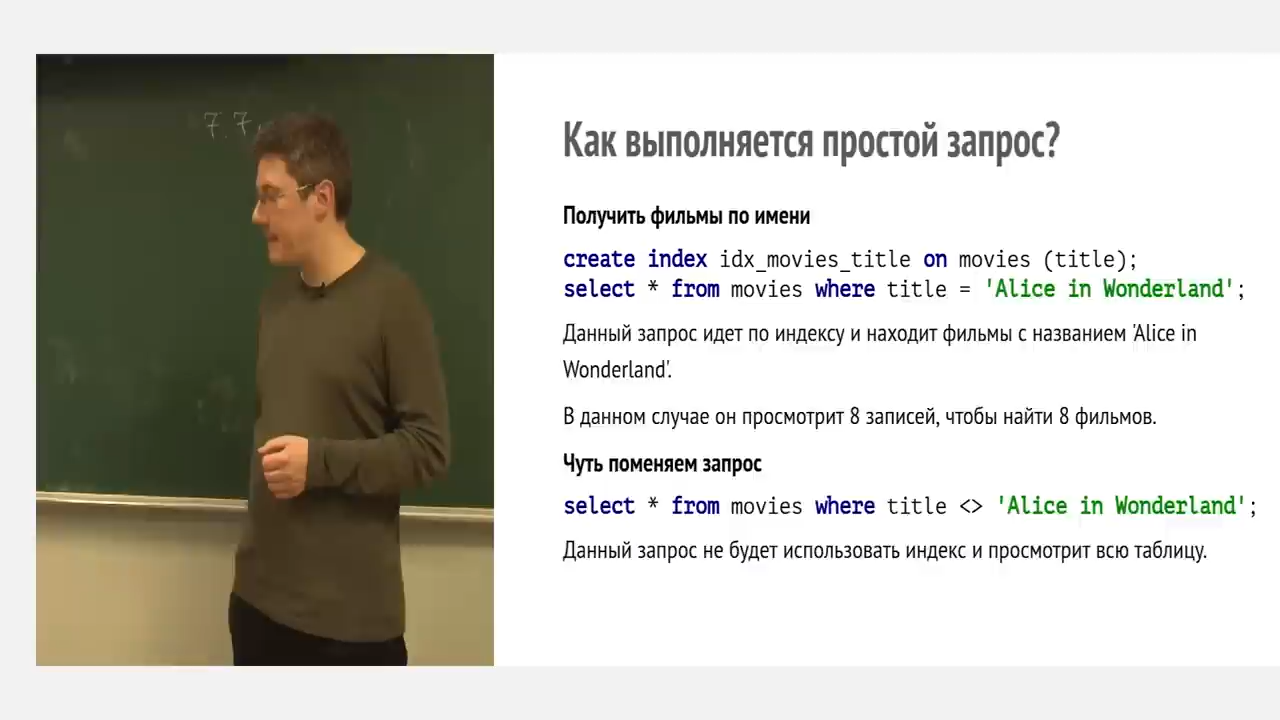 7.7
Как выполняется простой запрос?
Получить фильмы по имени
create index idx_movies_title on movies (title);
select * from movies where title = 'Alice in Wonderland';
Данный запрос идет по индексу и находит фильмы с названием 'Alice in
Wonderland'.
В данном случае он просмотрит 8 записей, чтобы найти 8 фильмов.
Чуть поменяем запрос
select * from movies where title <> 'Alice in Wonderland';
Данный запрос не будет использовать индекс и просмотрит всю таблицу.